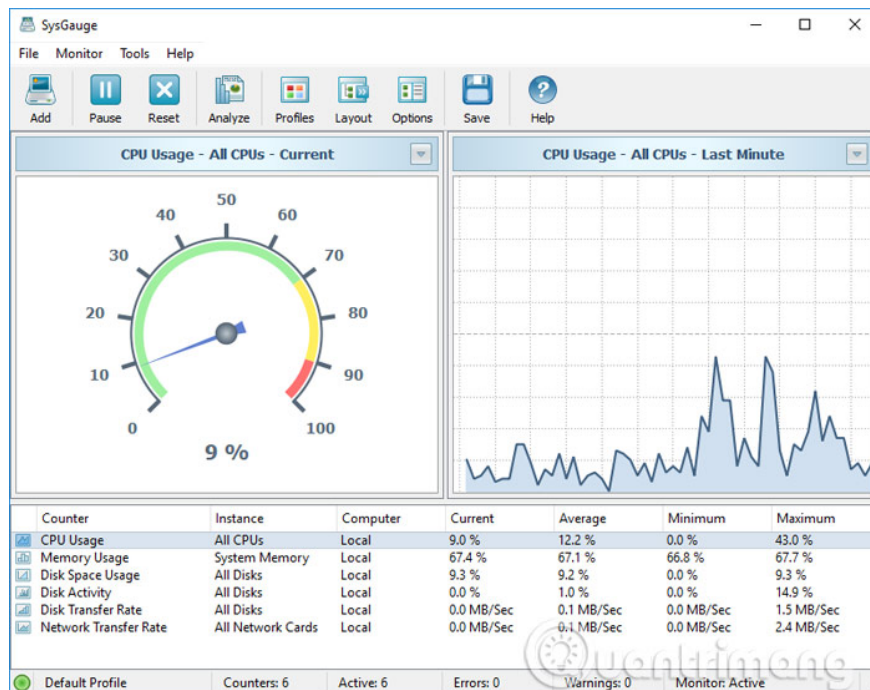 SysGauge
File Monitor Tools Help
Add Pause Reset Analyze Profiles Layout Options Save Help
CPU Usage - All CPUs - Current
CPU Usage - All CPUs - Last Minute
50
40 60
30 70
20 80
10 90
0 100
9 %
Counter Instance Computer Current Average Minimum Maximum
CPU Usage All CPUs Local 9.0 % 12.2 % 0.0 % 43.0 %
Memory Usage System Memory Local 67.4 % 67.1 % 66.8 % 67.7 %
Disk Space Usage All Disks Local 9.3 % 9.2 % 0.0 % 9.3 %
Disk Activity All Disks Local 0.0 % 1.0 % 0.0 % 14.9 %
Disk Transfer Rate All Disks Local 0.0 MB/Sec 0.1 MB/Sec 0.0 MB/Sec 1.5 MB/Sec
Network Transfer Rate All Network Cards Local 0.0 MB/Sec 0.1 MB/Sec 0.0 MB/Sec 2.4 MB/Sec
Quantrimang
Default Profile Counters: 6 Active: 6 Errors: 0 Warnings: 0 Monitor: Active